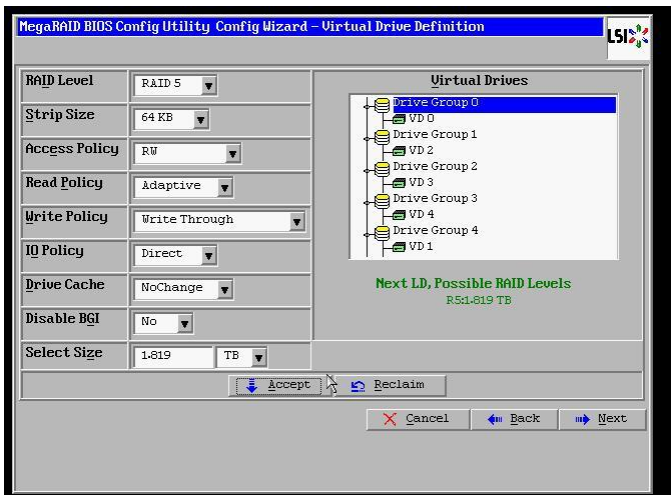 MegaRAID BIOS Config Utility Config Wizard – Virtual Drive Definition
LSI
RAID Level
RAID 5
Strip Size
64 KB
Access Policy
RW
Read Policy
Adaptive
Write Policy
Write Through
IO Policy
Direct
Drive Cache
NoChange
Disable BGI
No
Select Size
1.819
TB
Virtual Drives
Drive Group 0
VD 0
Drive Group 1
VD 2
Drive Group 2
VD 3
Drive Group 3
VD 4
Drive Group 4
VD 1
Next LD, Possible RAID Levels
R5:1.819 TB
Accept
Reclaim
Cancel
Back
Next